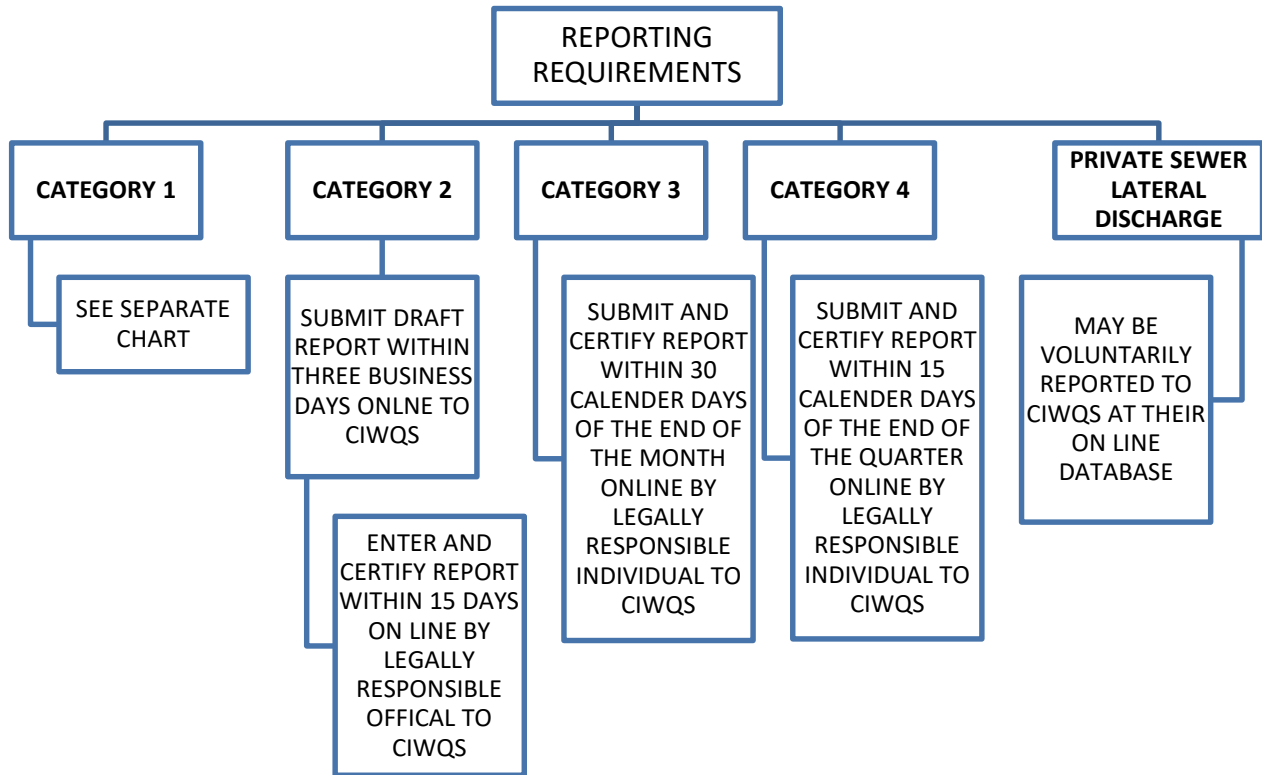 REPORTING
REQUIREMENTS
CATEGORY 1
SEE SEPARATE
CHART
CATEGORY 2
SUBMIT DRAFT
REPORT WITHIN
THREE BUSINESS
DAYS ONLNE TO
CIWQS
ENTER AND
CERTIFY REPORT
WITHIN 15 DAYS
ON LINE BY
LEGALLY
RESPONSIBLE
OFFICAL TO
CIWQS
CATEGORY 3
SUBMIT AND
CERTIFY REPORT
WITHIN 30
CALENDER DAYS
OF THE END OF
THE MONTH
ONLINE BY
LEGALLY
RESPONSIBLE
INDIVIDUAL TO
CIWQS
CATEGORY 4
SUBMIT AND
CERTIFY REPORT
WITHIN 15
CALENDER DAYS
OF THE END OF
THE QUARTER
ONLINE BY
LEGALLY
RESPONSIBLE
INDIVIDUAL TO
CIWQS
PRIVATE SEWER
LATERAL
DISCHARGE
MAY BE
VOLUNTARILY
REPORTED TO
CIWQS AT THEIR
ON LINE
DATABASE